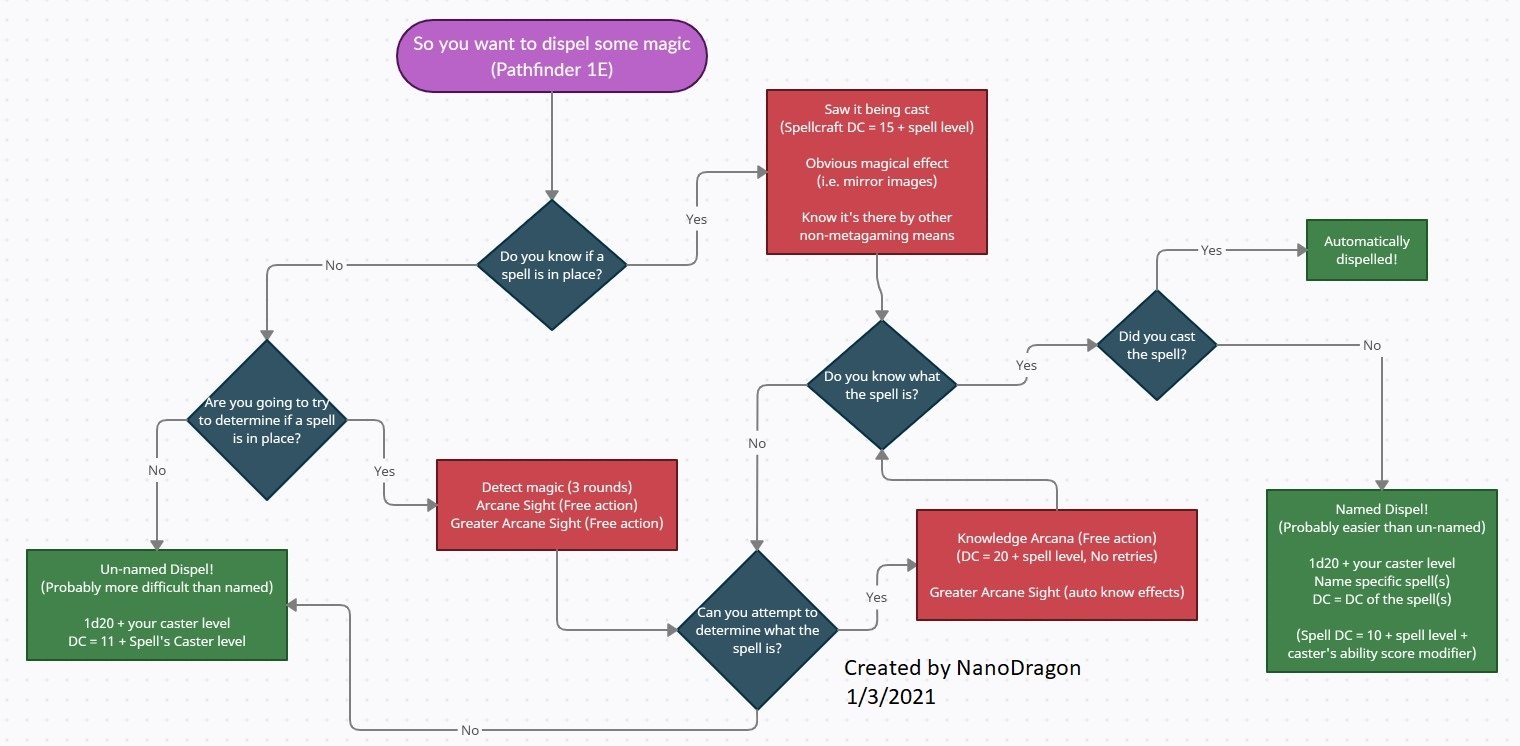 So you want to dispel some magic
(Pathfinder 1E)
Saw it being cast
(Spellcraft DC = 15 + spell level)
Obvious magical effect
(i.e. mirror images)
Know it's there by other
non-metagaming means
Yes
Do you know if a
spell is in place?
No
Yes
Automatically
dispelled!
Did you cast
the spell?
No
Yes
Do you know what
the spell is?
No
Are you going to try
to determine if a spell
is in place?
No
Yes
Detect magic (3 rounds)
Arcane Sight (Free action)
Greater Arcane Sight (Free action)
Knowledge Arcana (Free action)
(DC = 20 + spell level, No retries)
Greater Arcane Sight (auto know effects)
Named Dispel!
(Probably easier than un-named)
1d20 + your caster level
Name specific spell(s)
DC = DC of the spell(s)
(Spell DC = 10 + spell level +
caster's ability score modifier)
Un-named Dispel!
(Probably more difficult than named)
1d20 + your caster level
DC = 11 + Spell's Caster level
Can you attempt to
determine what the
spell is?
Yes
No
Created by NanoDragon
1/3/2021